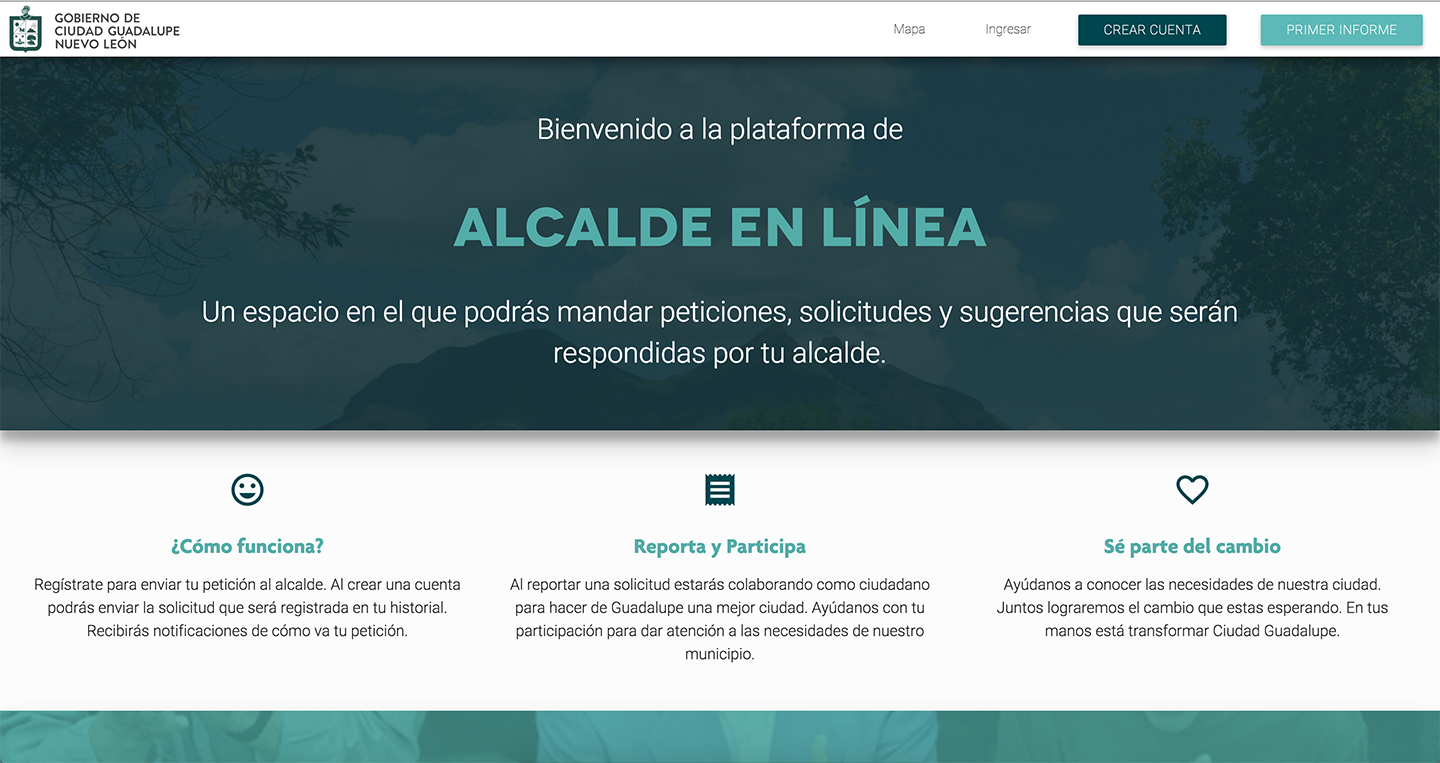 GOBIERNO DE
CIUDAD GUADALUPE
NUEVO LEÓN
Mapa
Ingresar
CREAR CUENTA
PRIMER INFORME
Bienvenido a la plataforma de
ALCALDE EN LÍNEA
Un espacio en el que podrás mandar peticiones, solicitudes y sugerencias que serán
respondidas por tu alcalde.
¿Cómo funciona?
Regístrate para enviar tu petición al alcalde. Al crear una cuenta
podrás enviar la solicitud que será registrada en tu historial.
Recibirás notificaciones de cómo va tu petición.
Reporta y Participa
Al reportar una solicitud estarás colaborando como ciudadano
para hacer de Guadalupe una mejor ciudad. Ayúdanos con tu
participación para dar atención a las necesidades de nuestro
municipio.
Sé parte del cambio
Ayúdanos a conocer las necesidades de nuestra ciudad.
Juntos lograremos el cambio que estas esperando. En tus
manos está transformar Ciudad Guadalupe.